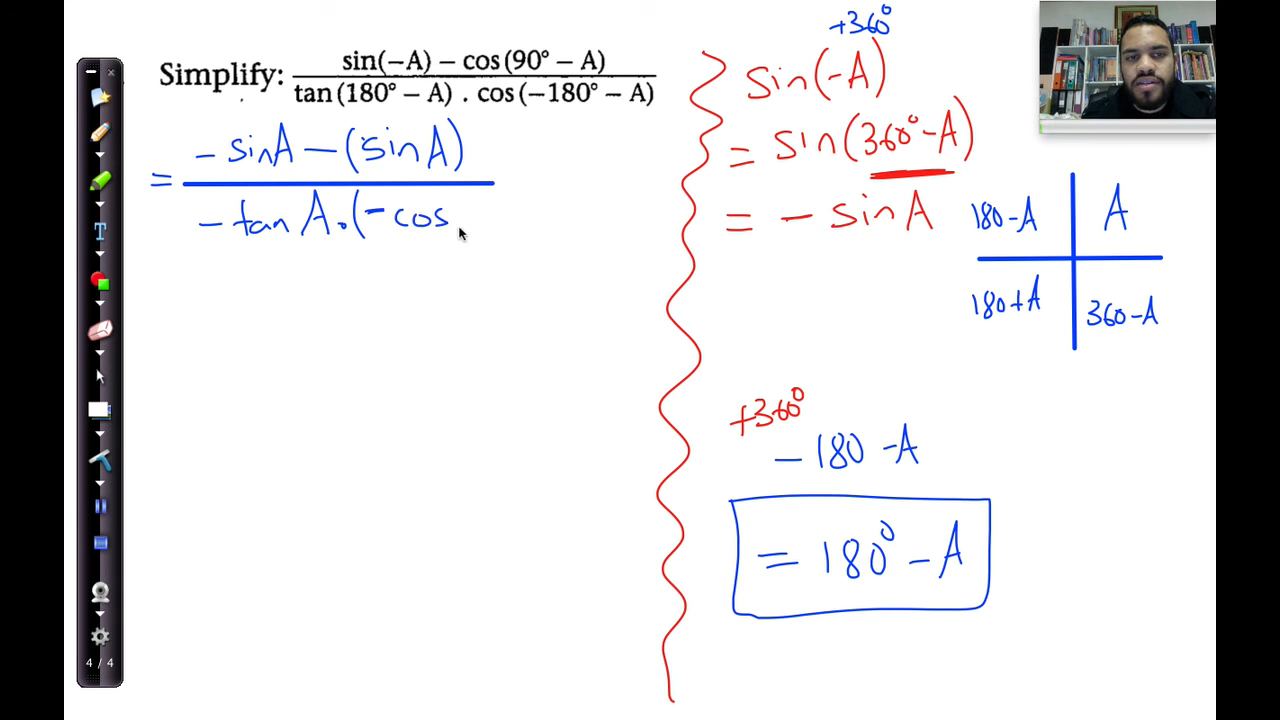 Simplify: sin(−A) − cos (90° − A)
tan (180° − A) . cos (−180° − A)
= - sinA - (sinA)
- tan A . (- cos
+360°
sin(-A)
= sin(360°-A)
= - sinA
180-A A
180+A 360-A
+360°
- 180 -A
= 180° - A
T
4 / 4